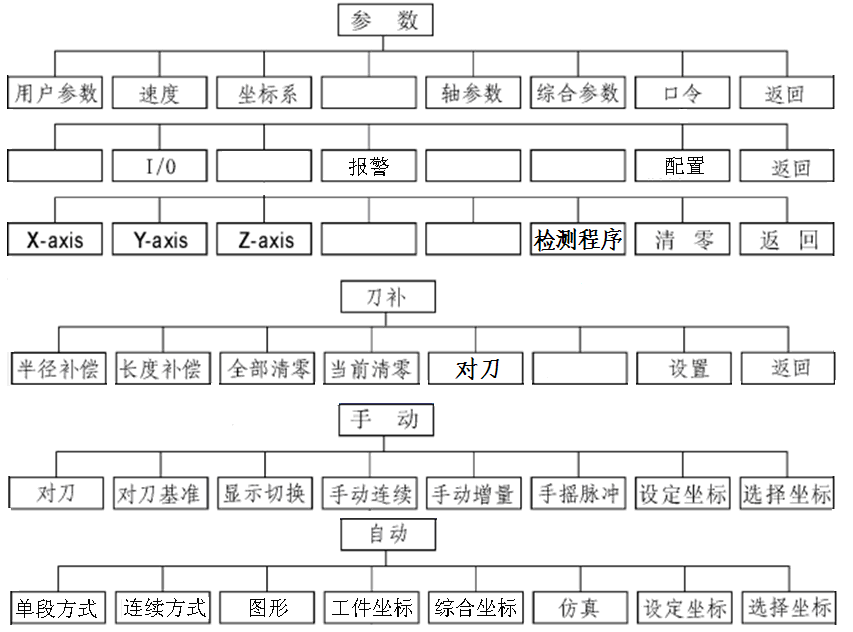 参 数
用户参数 速度 坐标系 轴参数 综合参数 口令 返回
I/O 报警 配置 返回
X-axis Y-axis Z-axis 检测程序 清 零 返 回
刀补
半径补偿 长度补偿 全部清零 当前清零 对刀 设置 返回
手 动
对刀 对刀基准 显示切换 手动连续 手动增量 手摇脉冲 设定坐标 选择坐标
自动
单段方式 连续方式 图形 工件坐标 综合坐标 仿真 设定坐标 选择坐标